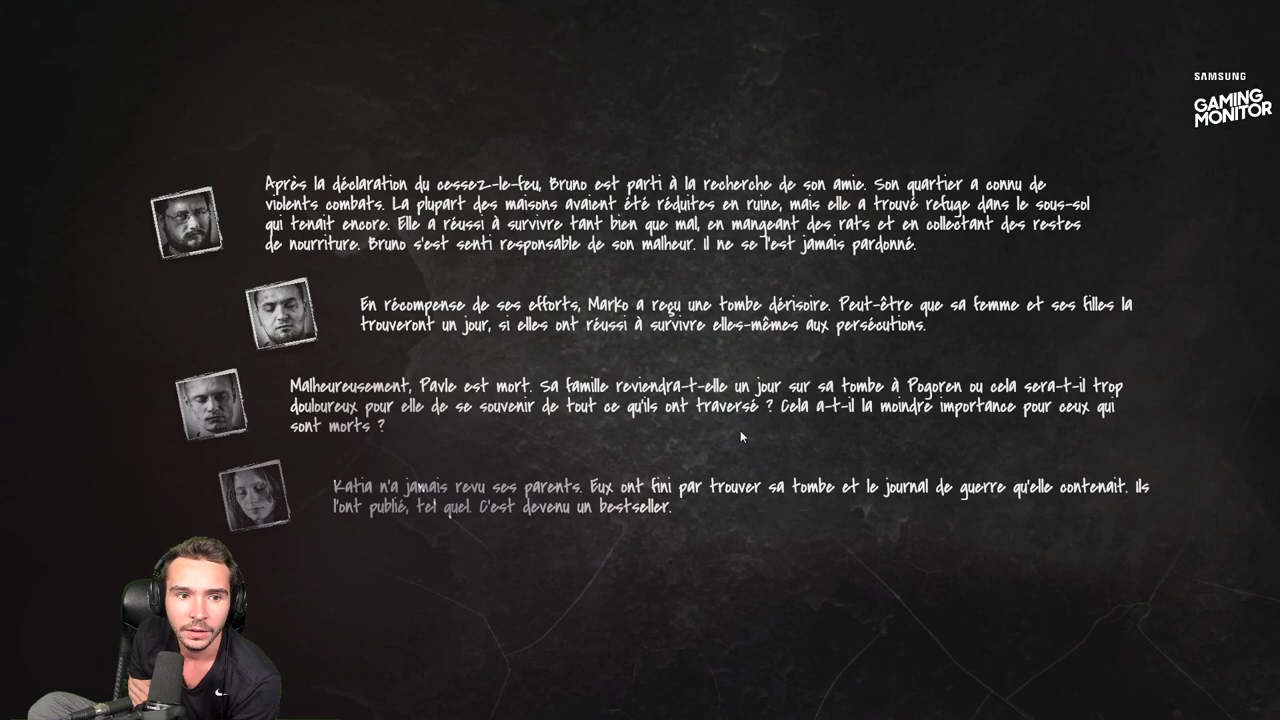 SAMSUNG
GAMING
MONITOR
Après la déclaration du cessez-le-feu, Bruno est parti à la recherche de son amie. Son quartier a connu de
violents combats. La plupart des maisons avaient été réduites en ruine, mais elle a trouvé refuge dans le sous-sol
qui tenait encore. Elle a réussi à survivre tant bien que mal, en mangeant des rats et en collectant des restes
de nourriture. Bruno s'est senti responsable de son malheur. Il ne se l'est jamais pardonné.
En récompense de ses efforts, Marko a reçu une tombe dérisoire. Peut-être que sa femme et ses filles la
trouveront un jour, si elles ont réussi à survivre elles-mêmes aux persécutions.
Malheureusement, Pavle est mort. Sa famille reviendra-t-elle un jour sur sa tombe à Pogoren ou cela sera-t-il trop
douloureux pour elle de se souvenir de tout ce qu'ils ont traversé ? Cela a-t-il la moindre importance pour ceux qui
sont morts ?
Katia n'a jamais revu ses parents. Eux ont fini par trouver sa tombe et le journal de guerre qu'elle contenait. Ils
l'ont publié, tel quel. C'est devenu un bestseller.